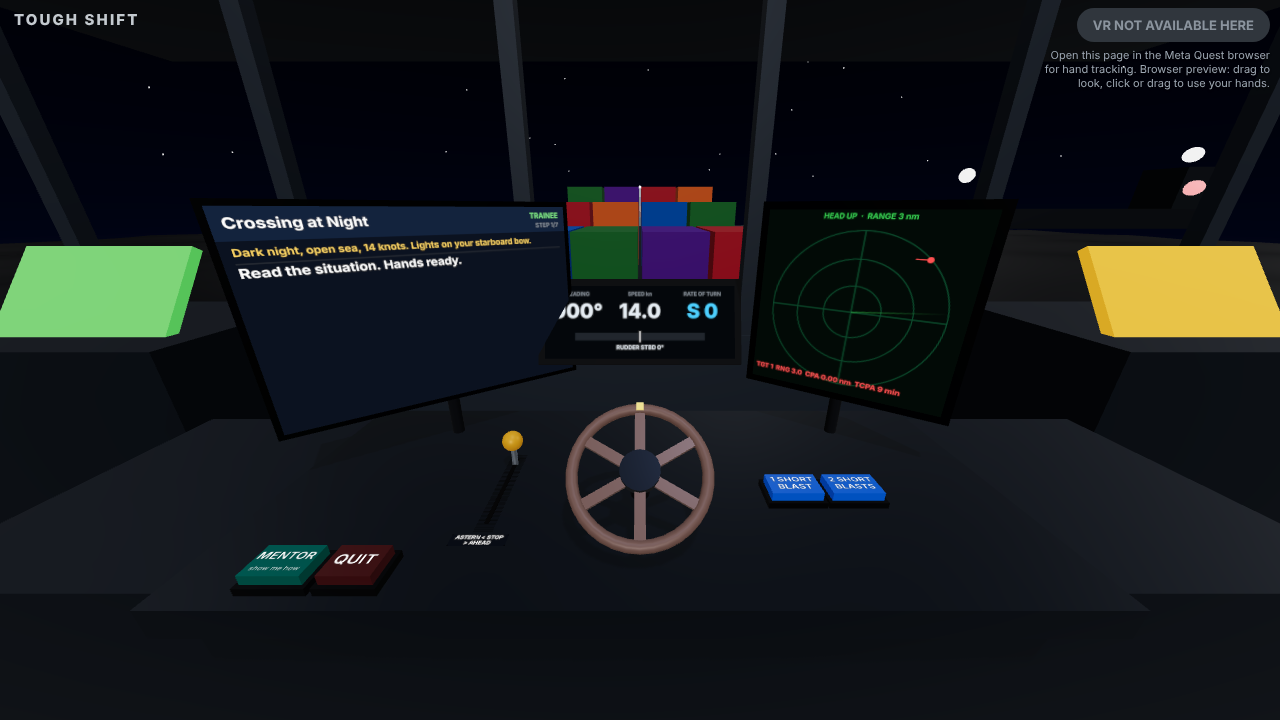 TOUGH SHIFT
VR NOT AVAILABLE HERE
Open this page in the Meta Quest browser
for hand tracking. Browser preview: drag to
look, click or drag to use your hands.
Crossing at Night
TRAINEE
STEP 1/7
Dark night, open sea, 14 knots. Lights on your starboard bow.
Read the situation. Hands ready.
SPEED kn
RATE OF TURN
14.0
S 0
RUDDER STBD 0°
HEAD UP · RANGE 3 nm
TGT 1 RNG 3.0 CPA 0.00 nm TCPA 9 min
1 SHORT
BLAST
2 SHORT
BLASTS
ASTERN < STOP
> AHEAD
MENTOR
show me how
QUIT